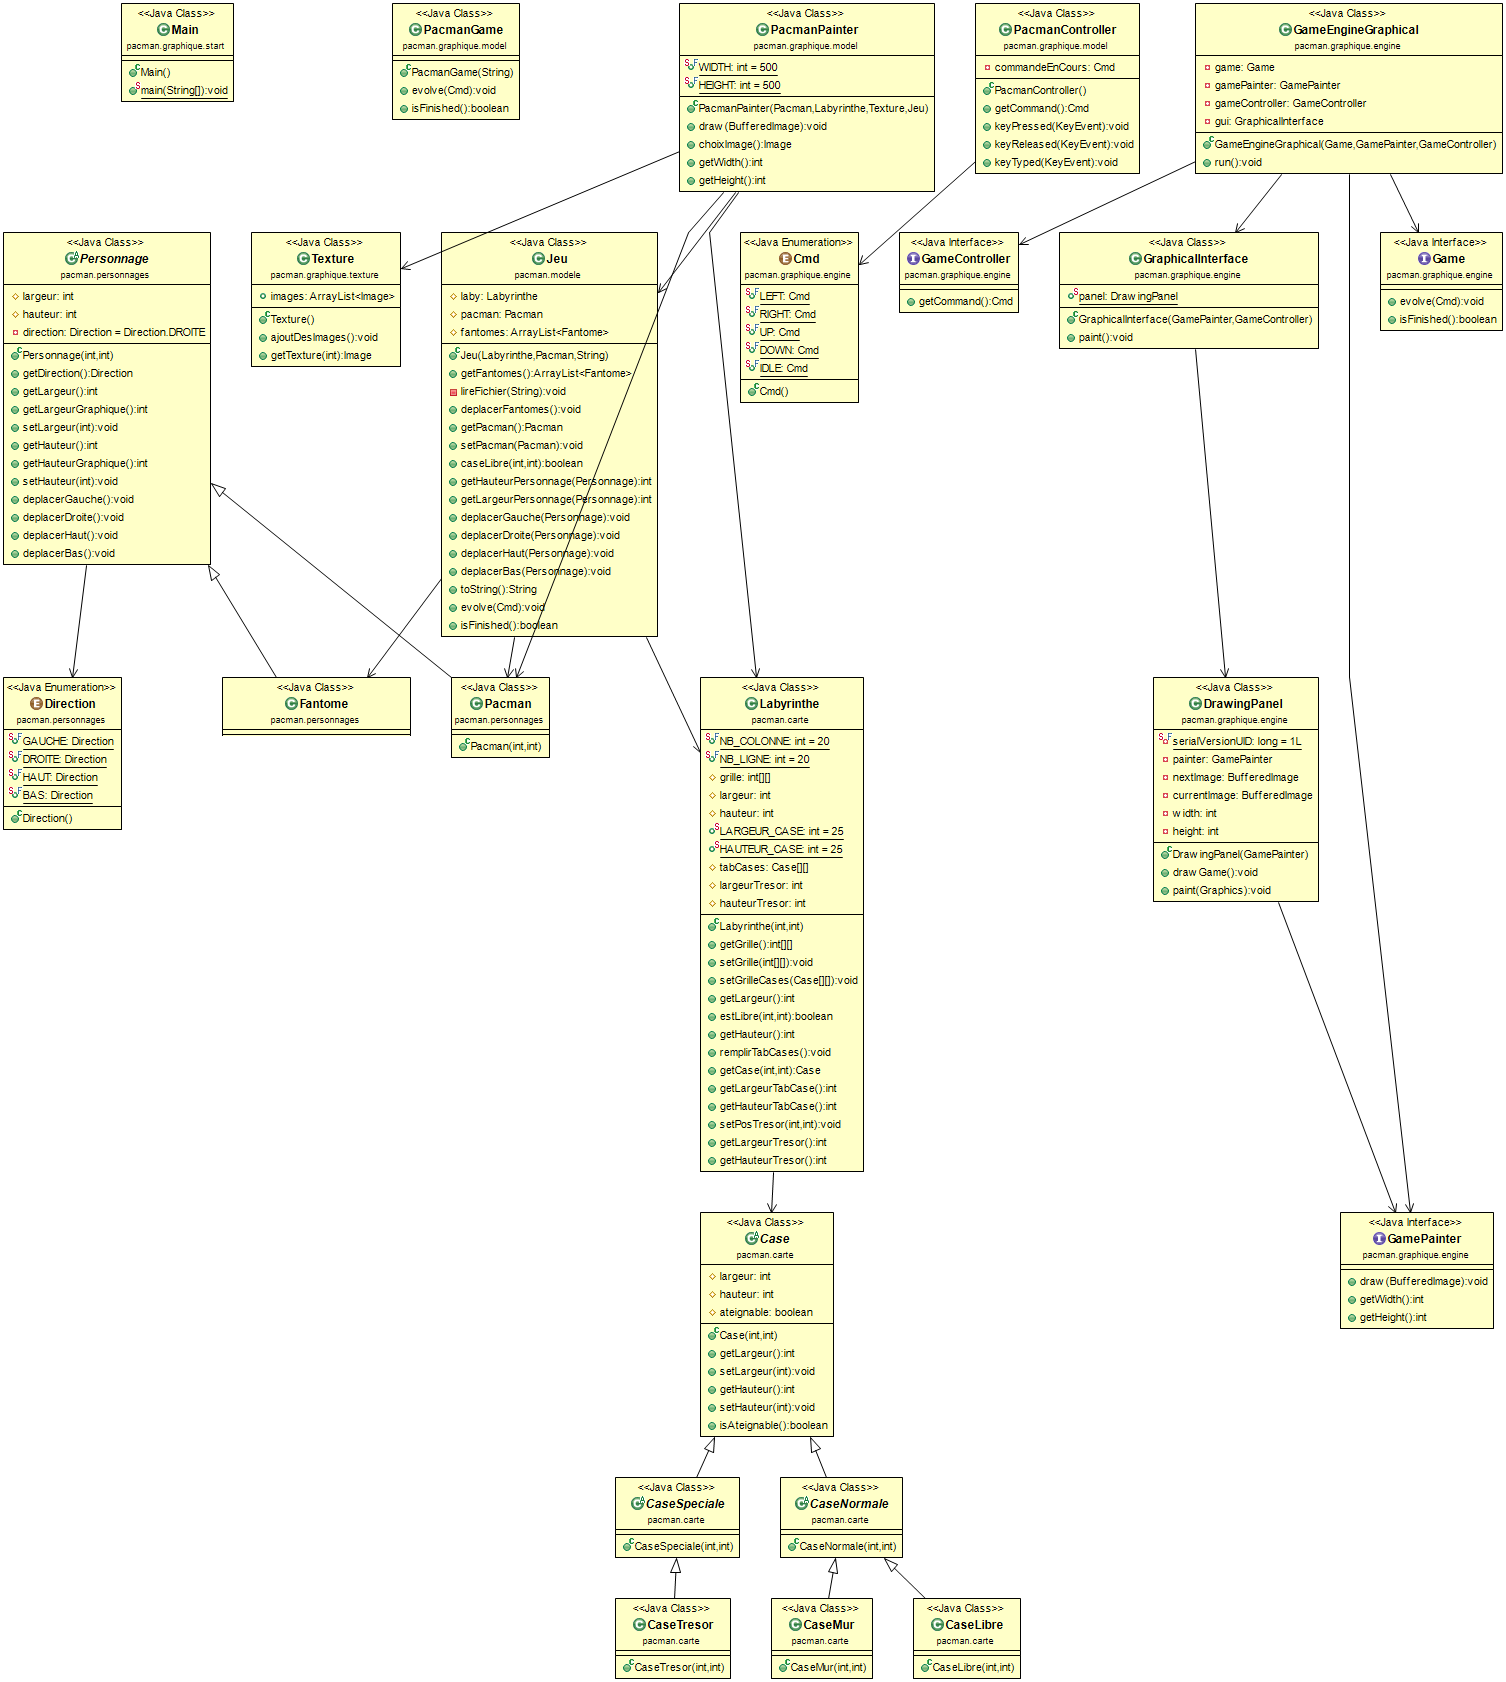 <<Java Class>>
Main
pacman.graphique.start
Main()
main(String[]):void
<<Java Class>>
PacmanGame
pacman.graphique.model
PacmanGame(String)
evolve(Cmd):void
isFinished():boolean
<<Java Class>>
PacmanPainter
pacman.graphique.model
WIDTH: int = 500
HEIGHT: int = 500
PacmanPainter(Pacman,Labyrinthe,Texture,Jeu)
draw(BufferedImage):void
choixImage():Image
getWidth():int
getHeight():int
<<Java Class>>
PacmanController
pacman.graphique.model
commandeEnCours: Cmd
PacmanController()
getCommand():Cmd
keyPressed(KeyEvent):void
keyReleased(KeyEvent):void
keyTyped(KeyEvent):void
<<Java Class>>
GameEngineGraphical
pacman.graphique.engine
game: Game
gamePainter: GamePainter
gameController: GameController
gui: GraphicalInterface
GameEngineGraphical(Game,GamePainter,GameController)
run():void
<<Java Class>>
Personnage
pacman.personnages
largeur: int
hauteur: int
direction: Direction = Direction.DROITE
Personnage(int,int)
getDirection():Direction
getLargeur():int
getLargeurGraphique():int
setLargeur(int):void
getHauteur():int
getHauteurGraphique():int
setHauteur(int):void
deplacerGauche():void
deplacerDroite():void
deplacerHaut():void
deplacerBas():void
<<Java Class>>
Texture
pacman.graphique.texture
images: ArrayList<Image>
Texture()
ajoutDesImages():void
getTexture(int):Image
<<Java Class>>
Jeu
pacman.modele
laby: Labyrinthe
pacman: Pacman
fantomes: ArrayList<Fantome>
Jeu(Labyrinthe,Pacman,String)
getFantomes():ArrayList<Fantome>
lireFichier(String):void
deplacerFantomes():void
getPacman():Pacman
setPacman(Pacman):void
caseLibre(int,int):boolean
getHauteurPersonnage(Personnage):int
getLargeurPersonnage(Personnage):int
deplacerGauche(Personnage):void
deplacerDroite(Personnage):void
deplacerHaut(Personnage):void
deplacerBas(Personnage):void
toString():String
evolve(Cmd):void
isFinished():boolean
<<Java Enumeration>>
Cmd
pacman.graphique.engine
LEFT: Cmd
RIGHT: Cmd
UP: Cmd
DOWN: Cmd
IDLE: Cmd
Cmd()
<<Java Interface>>
GameController
pacman.graphique.engine
getCommand():Cmd
<<Java Class>>
GraphicalInterface
pacman.graphique.engine
panel: DrawingPanel
GraphicalInterface(GamePainter,GameController)
paint():void
<<Java Interface>>
Game
pacman.graphique.engine
evolve(Cmd):void
isFinished():boolean
<<Java Enumeration>>
Direction
pacman.personnages
GAUCHE: Direction
DROITE: Direction
HAUT: Direction
BAS: Direction
Direction()
<<Java Class>>
Fantome
pacman.personnages
<<Java Class>>
Pacman
pacman.personnages
Pacman(int,int)
<<Java Class>>
Labyrinthe
pacman.carte
NB_COLONNE: int = 20
NB_LIGNE: int = 20
grille: int[][]
largeur: int
hauteur: int
LARGEUR_CASE: int = 25
HAUTEUR_CASE: int = 25
tabCases: Case[][]
largeurTresor: int
hauteurTresor: int
Labyrinthe(int,int)
getGrille():int[][]
setGrille(int[][]):void
setGrilleCases(Case[][]):void
getLargeur():int
estLibre(int,int):boolean
getHauteur():int
remplirTabCases():void
getCase(int,int):Case
getLargeurTabCase():int
getHauteurTabCase():int
setPosTresor(int,int):void
getLargeurTresor():int
getHauteurTresor():int
<<Java Class>>
DrawingPanel
pacman.graphique.engine
serialVersionUID: long = 1L
painter: GamePainter
nextImage: BufferedImage
currentImage: BufferedImage
width: int
height: int
DrawingPanel(GamePainter)
drawGame():void
paint(Graphics):void
<<Java Class>>
Case
pacman.carte
largeur: int
hauteur: int
ateignable: boolean
Case(int,int)
getLargeur():int
setLargeur(int):void
getHauteur():int
setHauteur(int):void
isAteignable():boolean
<<Java Interface>>
GamePainter
pacman.graphique.engine
draw(BufferedImage):void
getWidth():int
getHeight():int
<<Java Class>>
CaseSpeciale
pacman.carte
CaseSpeciale(int,int)
<<Java Class>>
CaseNormale
pacman.carte
CaseNormale(int,int)
<<Java Class>>
CaseTresor
pacman.carte
CaseTresor(int,int)
<<Java Class>>
CaseMur
pacman.carte
CaseMur(int,int)
<<Java Class>>
CaseLibre
pacman.carte
CaseLibre(int,int)